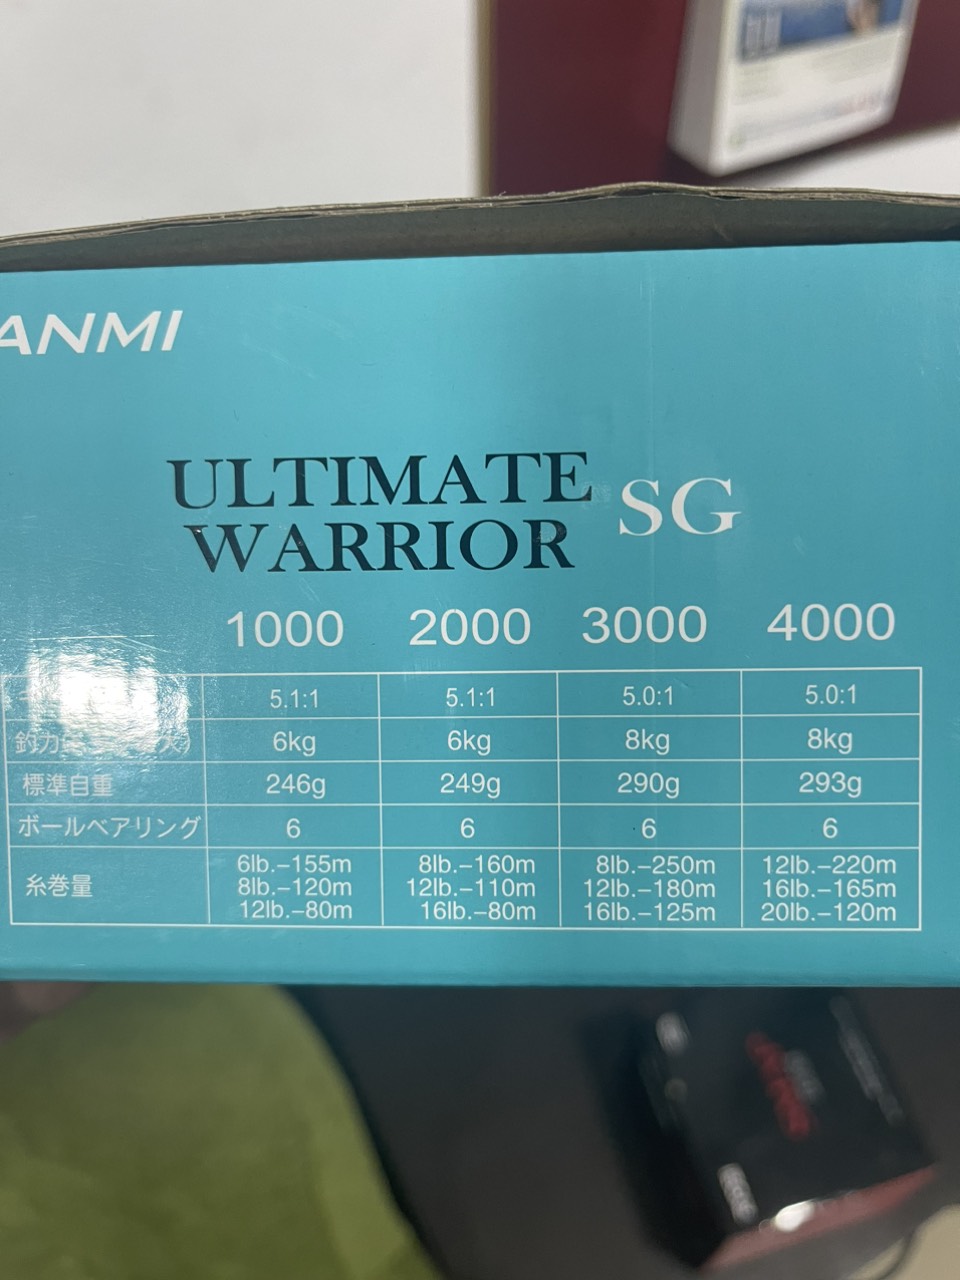 ANMI
ULTIMATE
WARRIOR SG
1000 2000 3000 4000
5.1:1 5.1:1 5.0:1 5.0:1
釣力 6kg 6kg 8kg 8kg
標準自重 246g 249g 290g 293g
ボールベアリング 6 6 6 6
糸巻量 6lb.–155m 8lb.–160m 8lb.–250m 12lb.–220m
8lb.–120m 12lb.–110m 12lb.–180m 16lb.–165m
12lb.–80m 16lb.–80m 16lb.–125m 20lb.–120m